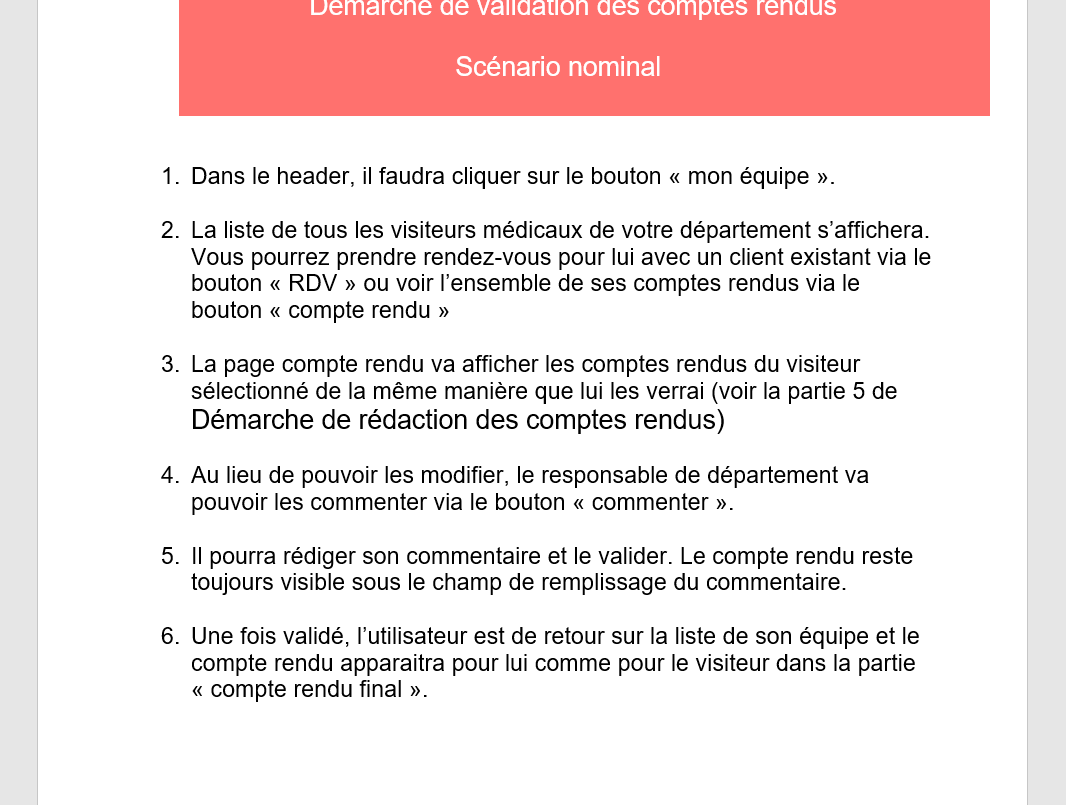 Démarche de validation des comptes rendus
Scénario nominal
1. Dans le header, il faudra cliquer sur le bouton « mon équipe ».
2. La liste de tous les visiteurs médicaux de votre département s’affichera.
Vous pourrez prendre rendez-vous pour lui avec un client existant via le
bouton « RDV » ou voir l’ensemble de ses comptes rendus via le
bouton « compte rendu »
3. La page compte rendu va afficher les comptes rendus du visiteur
sélectionné de la même manière que lui les verrai (voir la partie 5 de
Démarche de rédaction des comptes rendus)
4. Au lieu de pouvoir les modifier, le responsable de département va
pouvoir les commenter via le bouton « commenter ».
5. Il pourra rédiger son commentaire et le valider. Le compte rendu reste
toujours visible sous le champ de remplissage du commentaire.
6. Une fois validé, l’utilisateur est de retour sur la liste de son équipe et le
compte rendu apparaitra pour lui comme pour le visiteur dans la partie
« compte rendu final ».